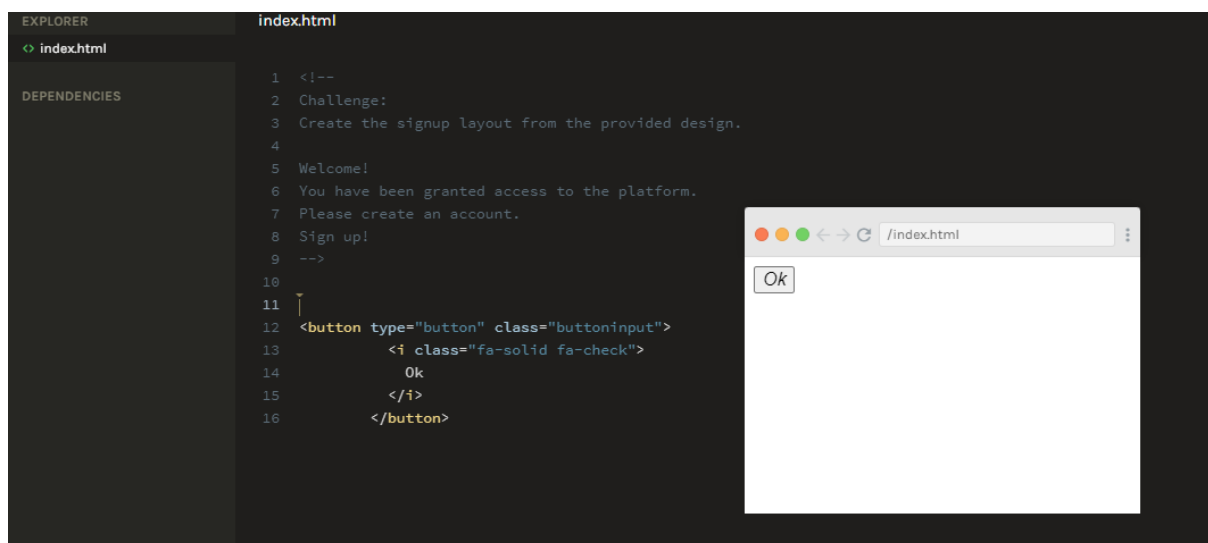 EXPLORER
index.html
<> index.html
DEPENDENCIES
1 <!--
2 Challenge:
3 Create the signup layout from the provided design.
4
5 Welcome!
6 You have been granted access to the platform.
7 Please create an account.
8 Sign up!
9 -->
10
11
12 <button type="button" class="buttoninput">
13 <i class="fa-solid fa-check">
14 Ok
15 </i>
16 </button>
/index.html
Ok